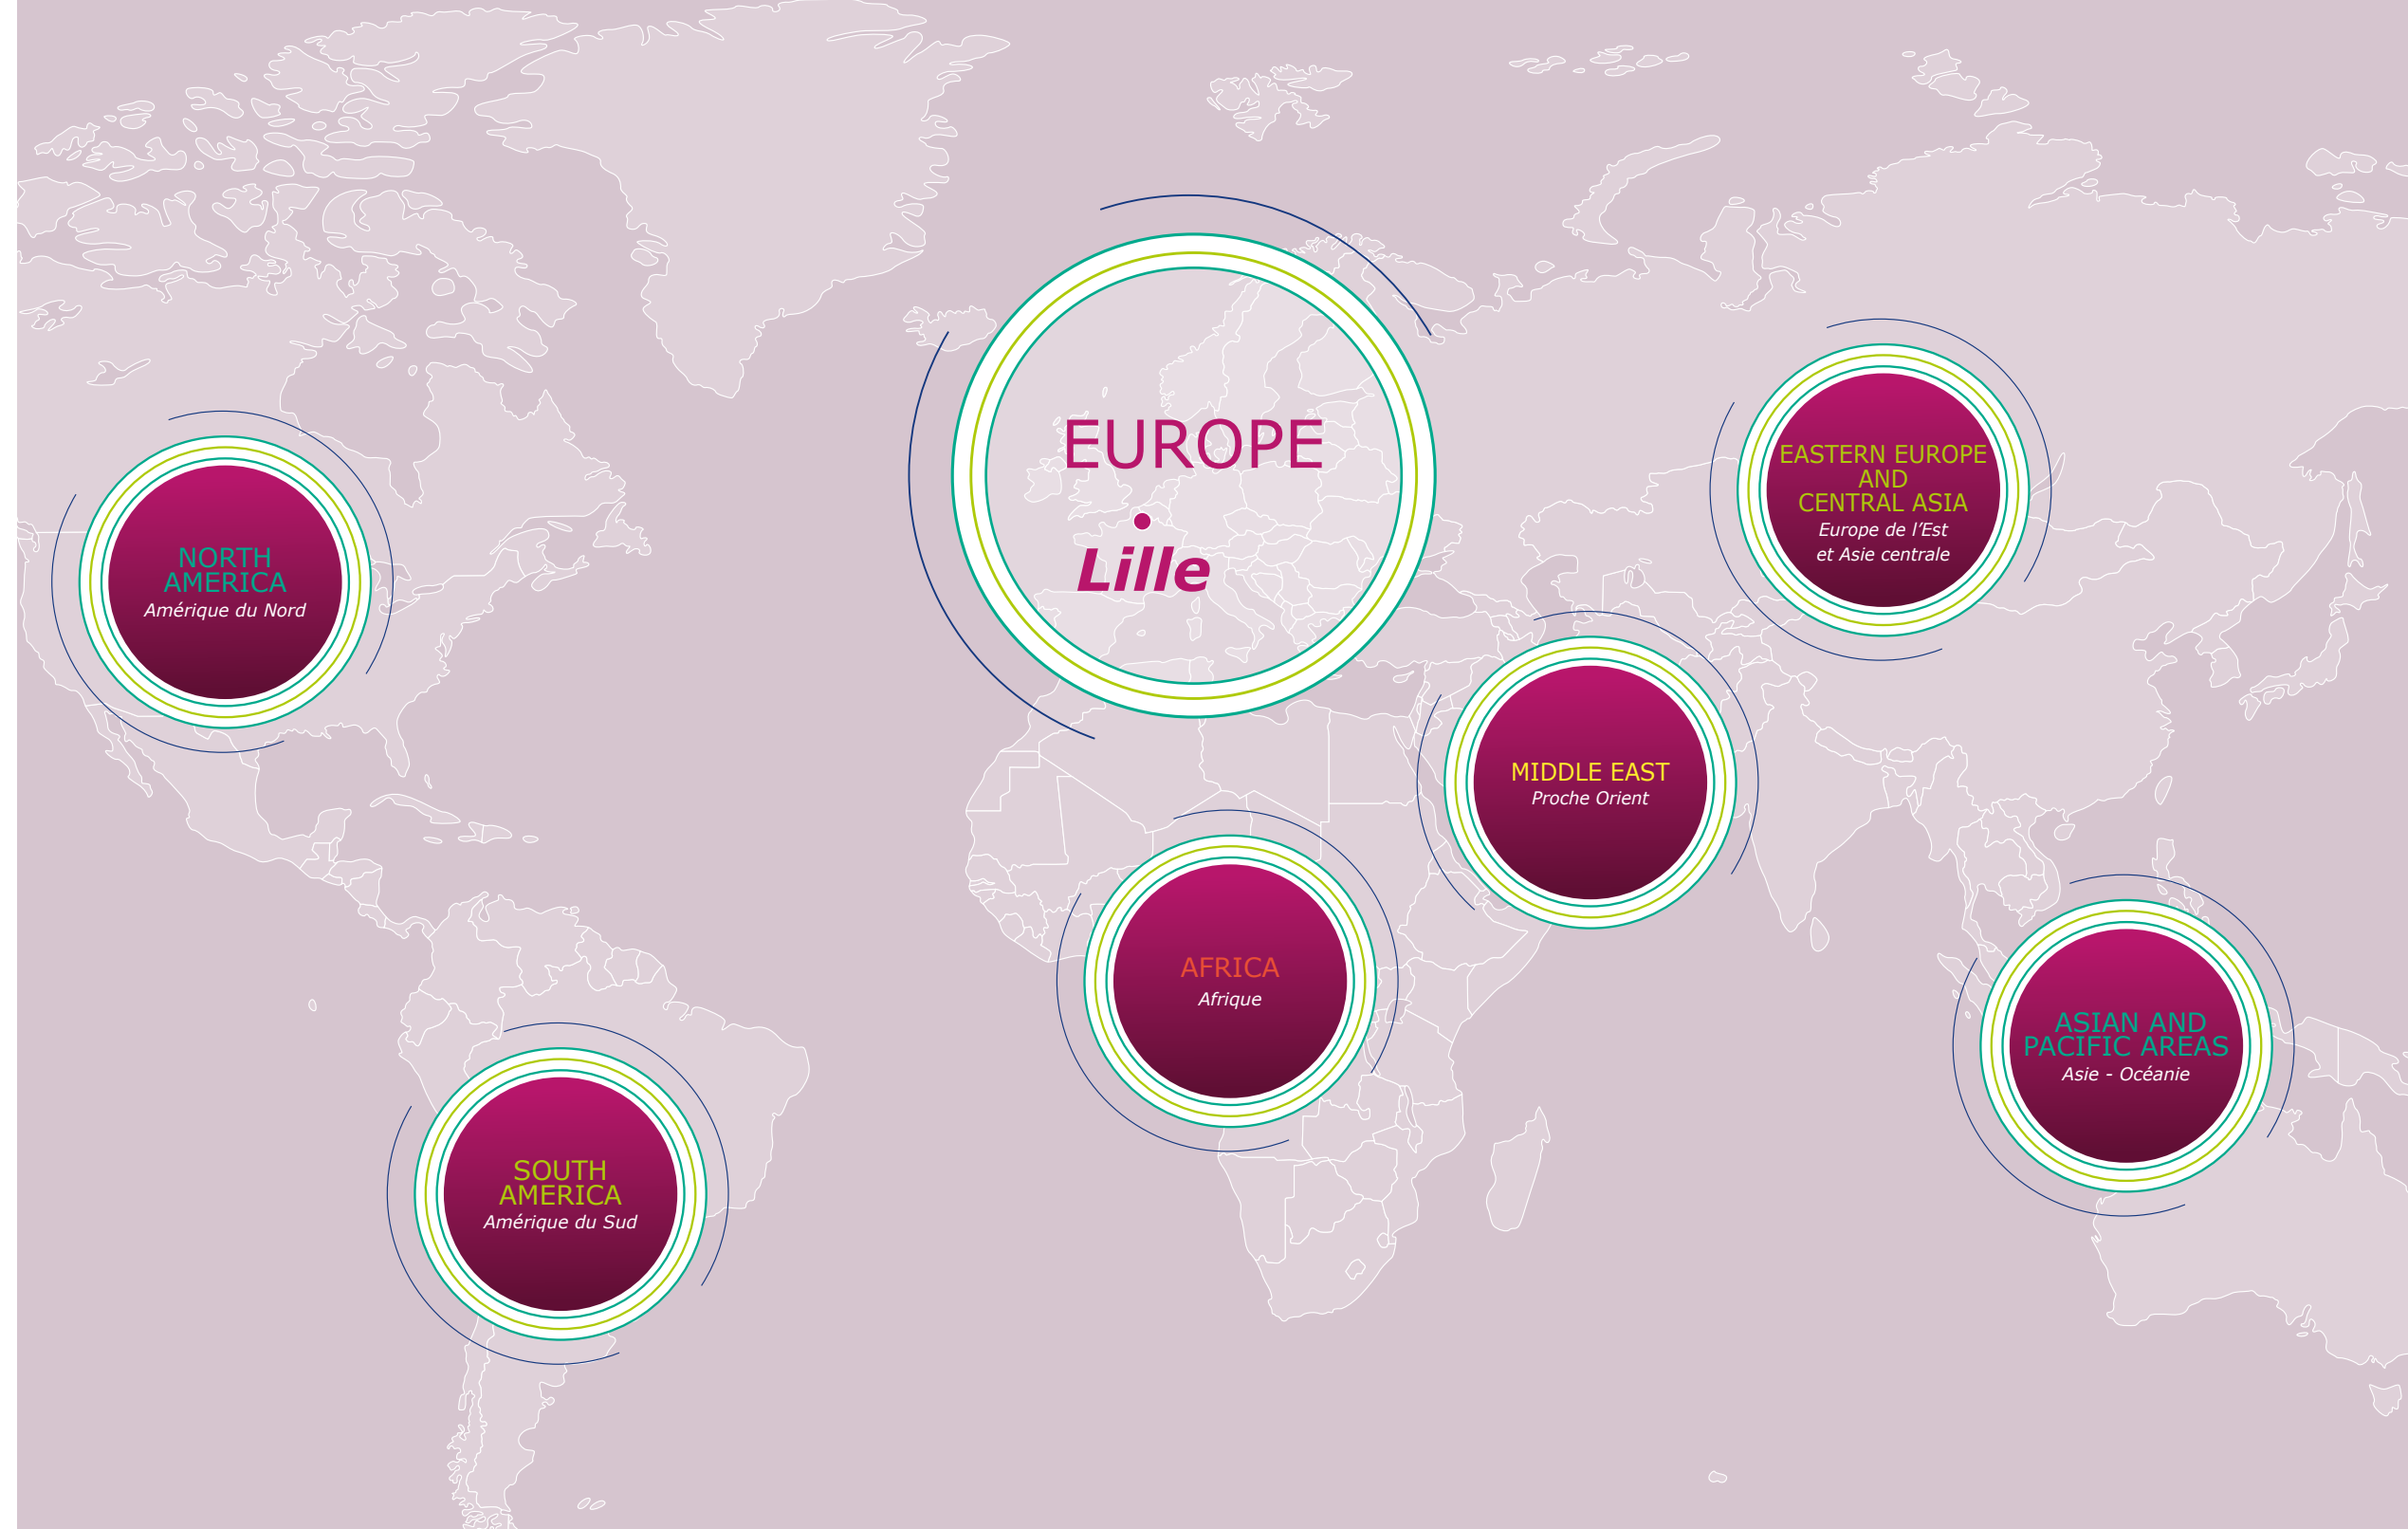 EUROPE
Lille
EASTERN EUROPE
AND
CENTRAL ASIA
Europe de l’Est
et Asie centrale
NORTH
AMERICA
Amérique du Nord
MIDDLE EAST
Proche Orient
AFRICA
Afrique
ASIAN AND
PACIFIC AREAS
Asie - Océanie
SOUTH
AMERICA
Amérique du Sud